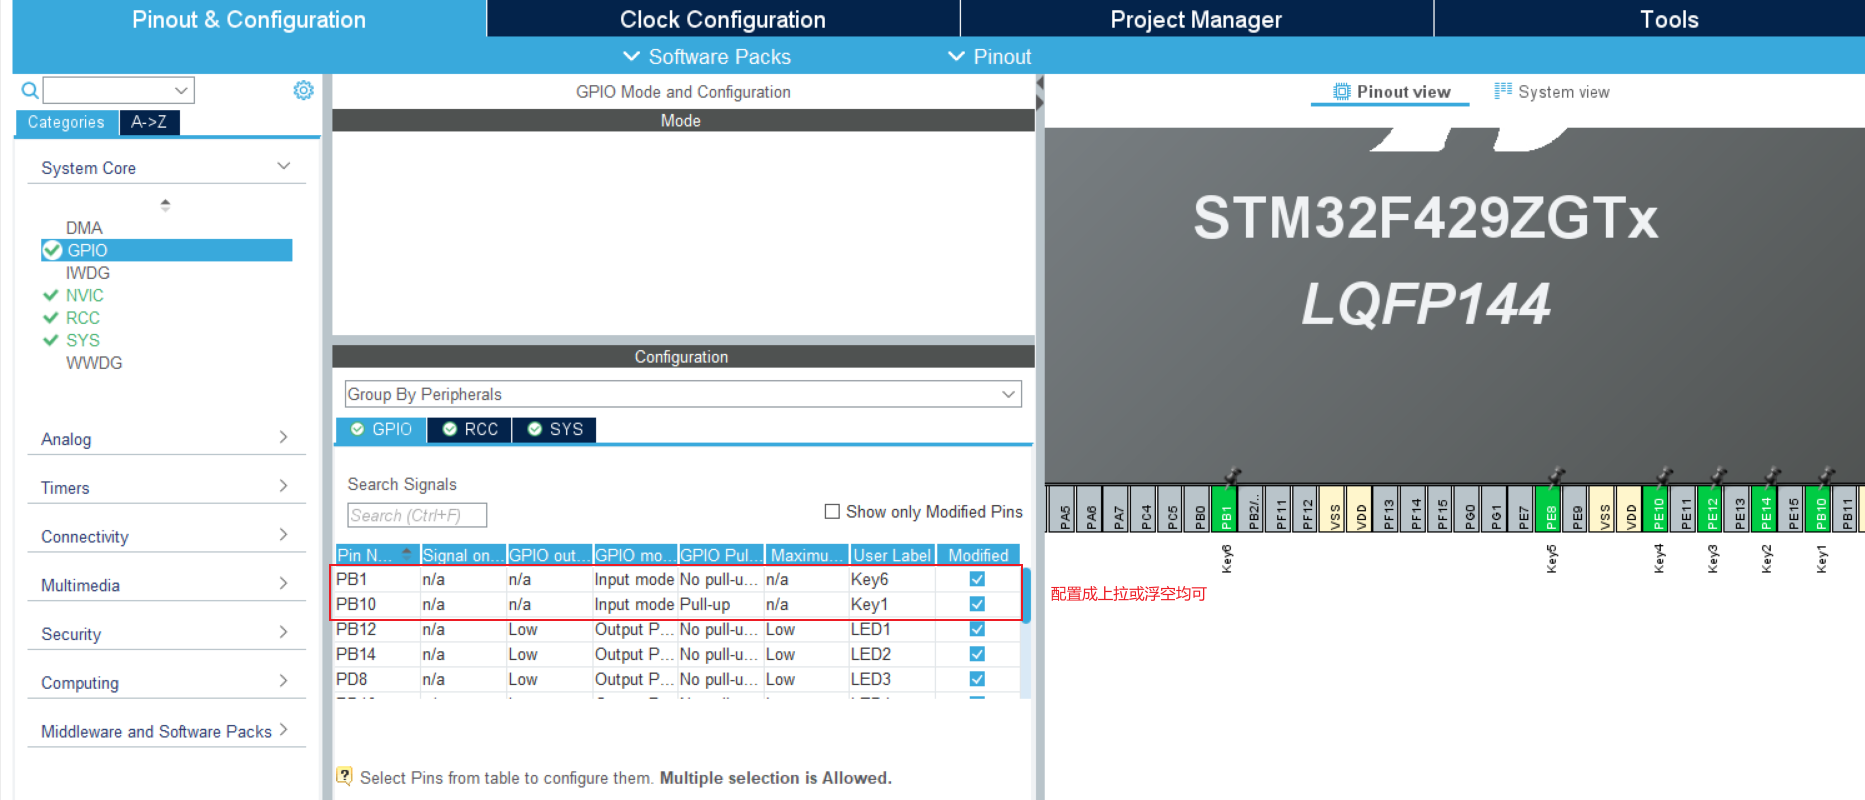 Pinout & Configuration
Clock Configuration
Project Manager
Tools
Software Packs
Pinout
Categories
A->Z
System Core
DMA
GPIO
IWDG
NVIC
RCC
SYS
WWDG
Analog
Timers
Connectivity
Multimedia
Security
Computing
Middleware and Software Packs
GPIO Mode and Configuration
Mode
Configuration
Group By Peripherals
GPIO
RCC
SYS
Search Signals
Search (Ctrl+F)
Show only Modified Pins
Pin N... Signal on... GPIO out... GPIO mo... GPIO Pul... Maximu... User Label Modified
PB1 n/a n/a Input mode No pull-u... n/a Key6
PB10 n/a n/a Input mode Pull-up n/a Key1
PB12 n/a Low Output P... No pull-u... Low LED1
PB14 n/a Low Output P... No pull-u... Low LED2
PD8 n/a Low Output P... No pull-u... Low LED3
Select Pins from table to configure them. Multiple selection is Allowed.
Pinout view
System view
STM32F429ZGTx
LQFP144
PA5 PA6 PA7 PC4 PC5 PB0 PB1 PB2/.. PF11 PF12 VSS VDD PF13 PF14 PF15 PG0 PG1 PE7 PE8 PE9 VSS VDD PE10 PE11 PE12 PE13 PE14 PE15 PB10 PB11
Key6 Key5 Key4 Key3 Key2 Key1
配置成上拉或浮空均可